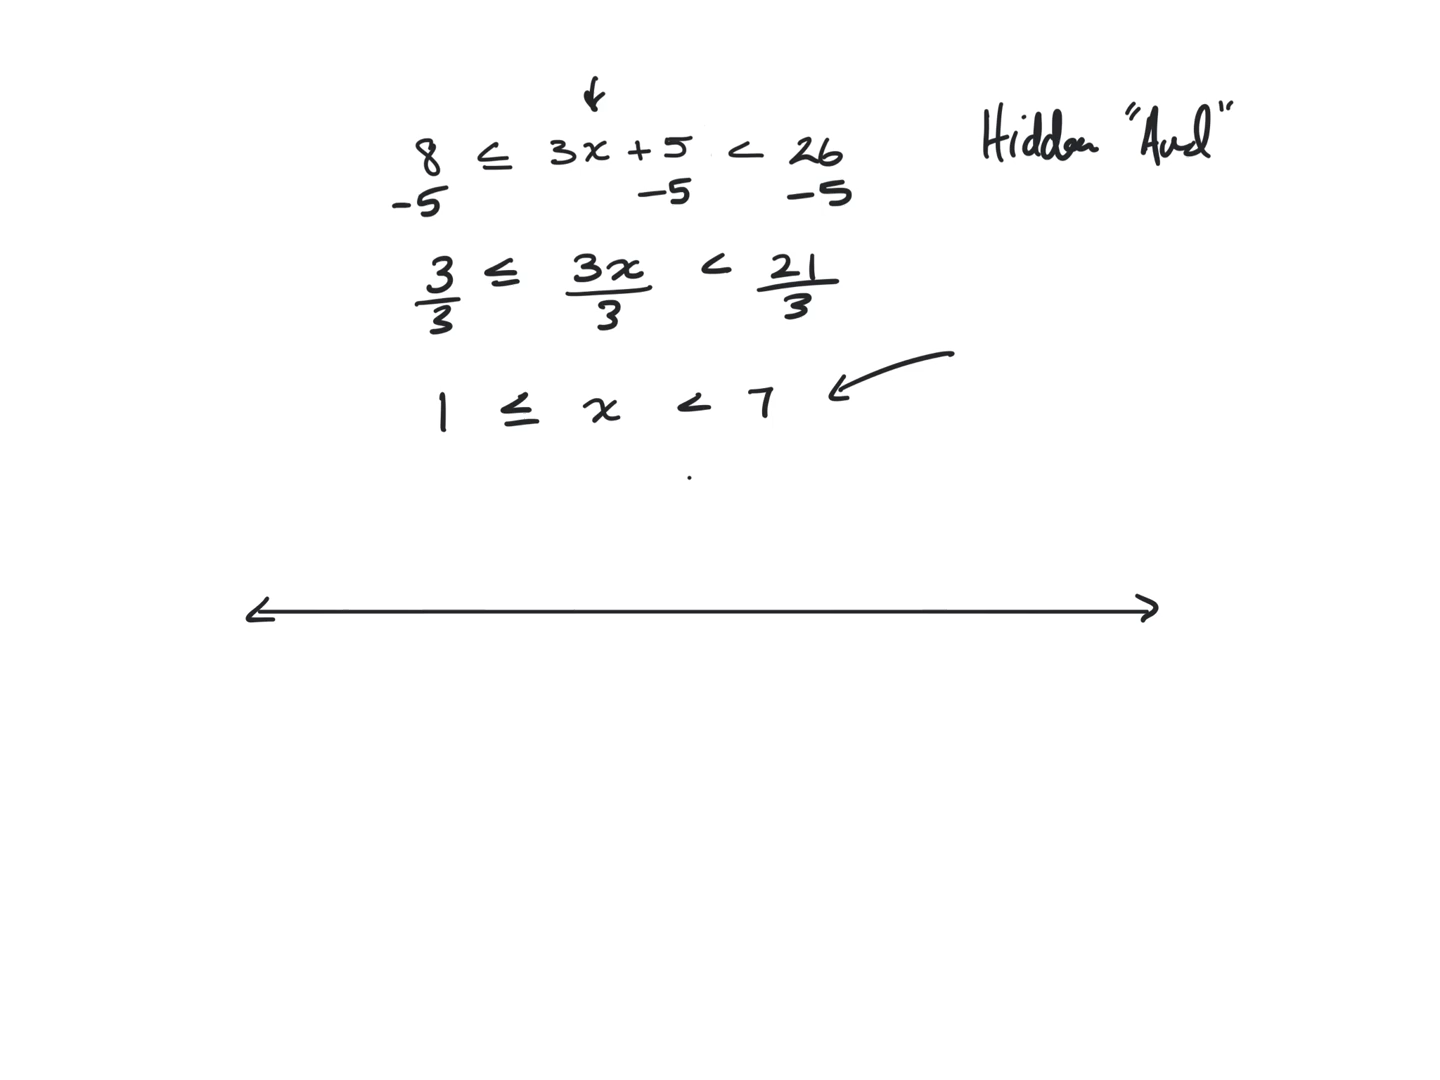 8 ≤ 3x + 5 < 26
-5 -5 -5
3/3 ≤ 3x/3 < 21/3
1 ≤ x < 7
Hidden "And"